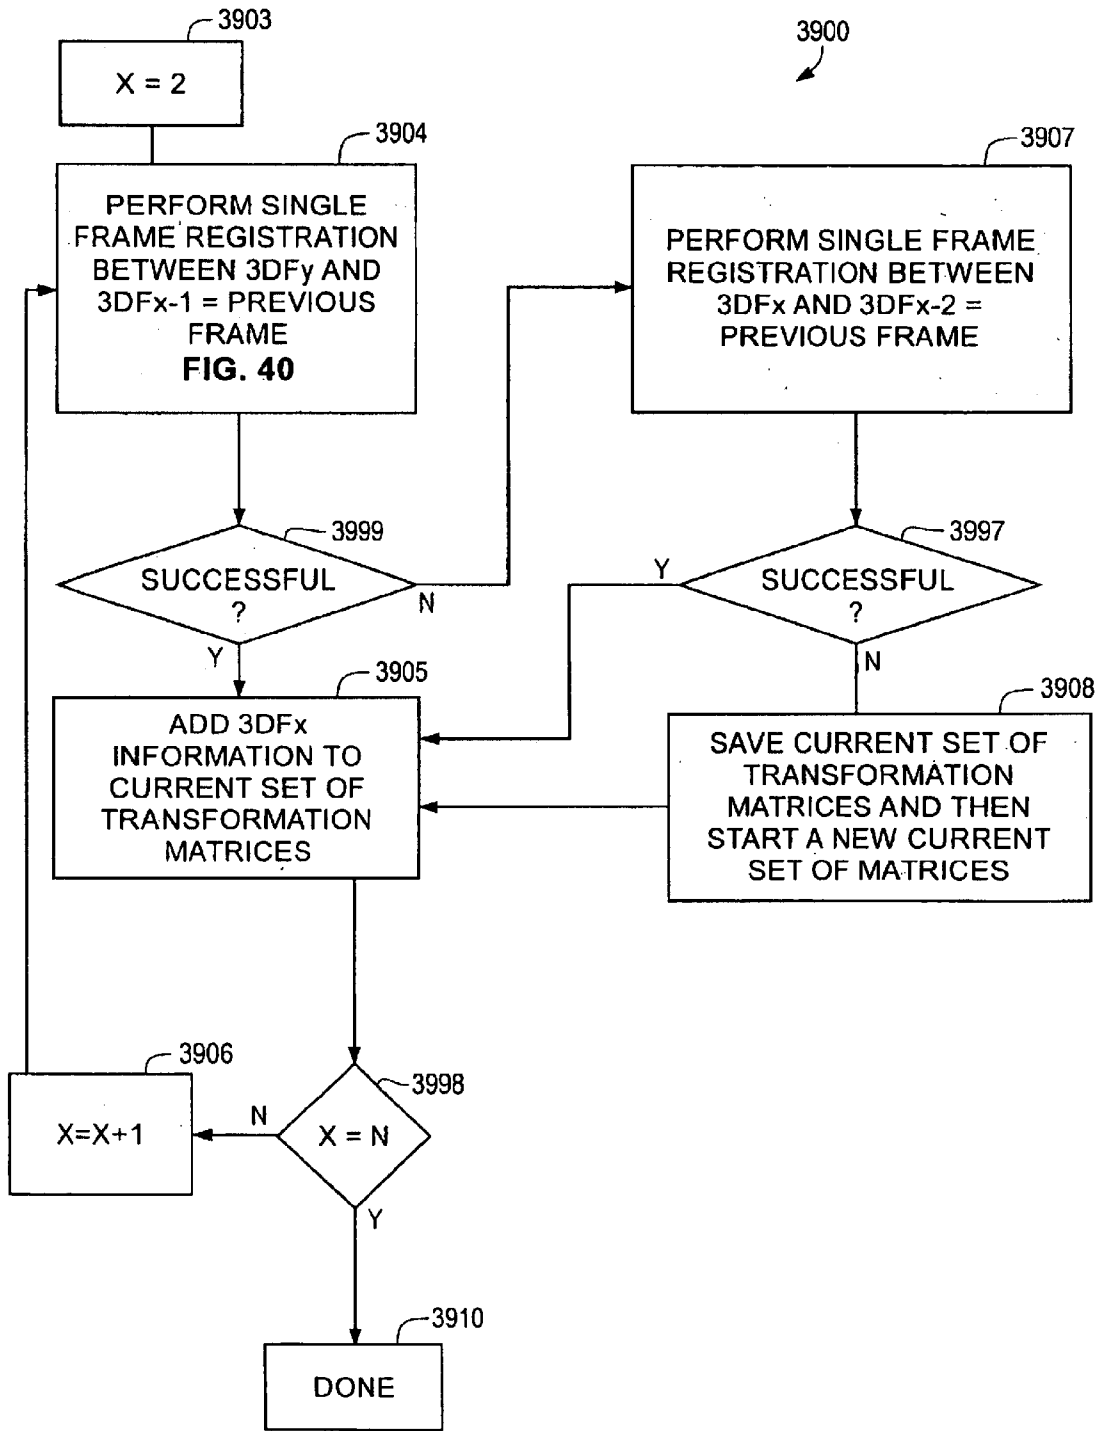 3903
X = 2
3900
3904
PERFORM SINGLE
FRAME REGISTRATION
BETWEEN 3DFy AND
3DFx-1 = PREVIOUS
FRAME
FIG. 40
3907
PERFORM SINGLE FRAME
REGISTRATION BETWEEN
3DFx AND 3DFx-2 =
PREVIOUS FRAME
3999
SUCCESSFUL
?
N
Y
3997
SUCCESSFUL
?
Y
N
3905
ADD 3DFx
INFORMATION TO
CURRENT SET OF
TRANSFORMATION
MATRICES
3908
SAVE CURRENT SET OF
TRANSFORMATION
MATRICES AND THEN
START A NEW CURRENT
SET OF MATRICES
3906
X=X+1
N
3998
X = N
Y
3910
DONE